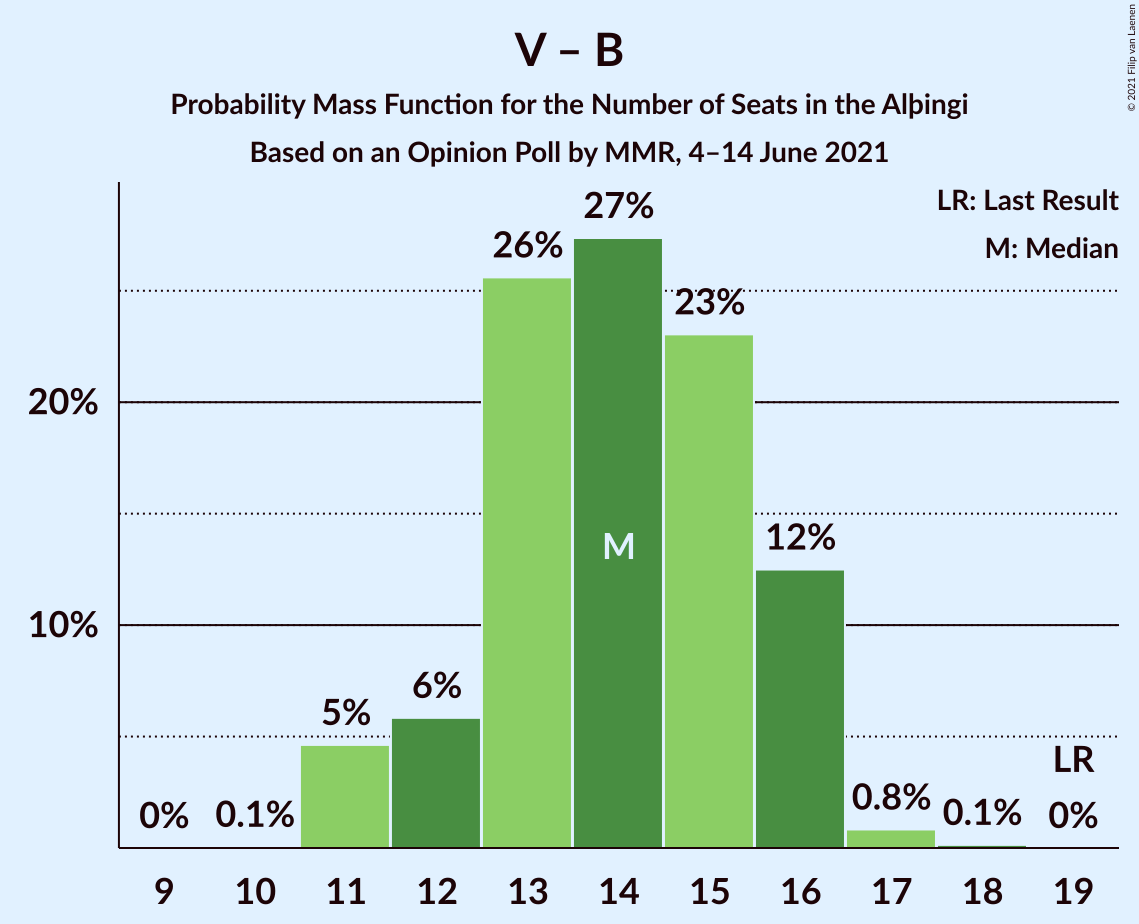 V – B
Probability Mass Function for the Number of Seats in the Alþingi
Based on an Opinion Poll by MMR, 4–14 June 2021
© 2021 Filip van Laenen
LR: Last Result
M: Median
27%
26%
23%
20%
12%
M
10%
6%
5%
LR
0%
0.1%
0.8%
0.1%
0%
9 10 11 12 13 14 15 16 17 18 19